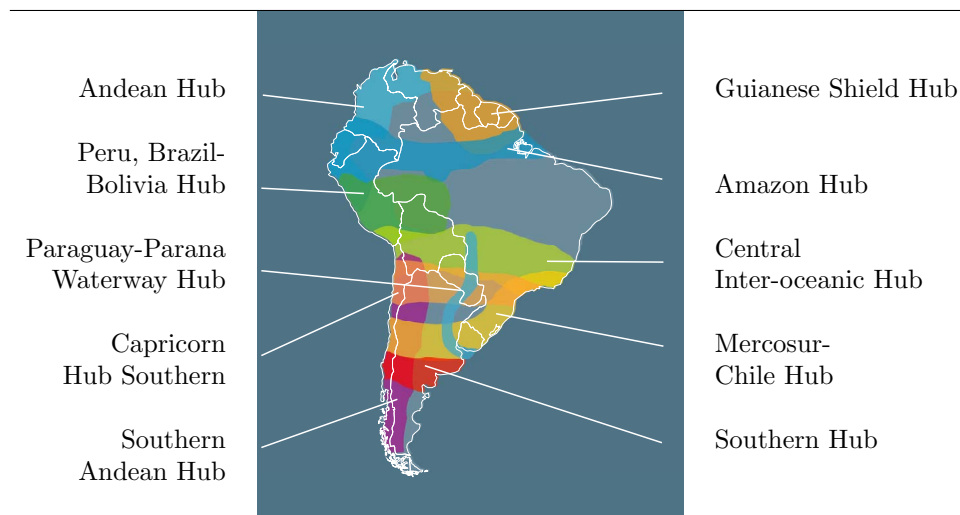 Andean Hub
Peru, Brazil-
Bolivia Hub
Paraguay-Parana
Waterway Hub
Capricorn
Hub Southern
Southern
Andean Hub
Guianese Shield Hub
Amazon Hub
Central
Inter-oceanic Hub
Mercosur-
Chile Hub
Southern Hub